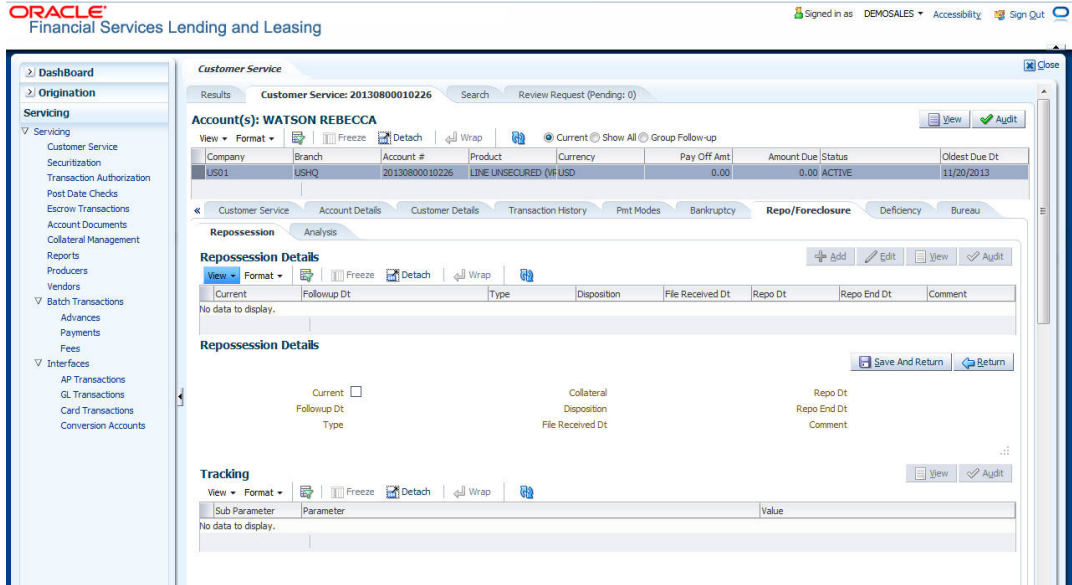 ORACLE
Financial Services Lending and Leasing
Signed in as DEMOSALES Accessibility Sign Out
Close
DashBoard
Origination
Servicing
Servicing
Customer Service
Securitization
Transaction Authorization
Post Date Checks
Escrow Transactions
Account Documents
Collateral Management
Reports
Producers
Vendors
Batch Transactions
Advances
Payments
Fees
Interfaces
AP Transactions
GL Transactions
Card Transactions
Conversion Accounts
Customer Service
Results Customer Service: 20130800010226 Search Review Request (Pending: 0)
Account(s): WATSON REBECCA View Audit
View Format Freeze Detach Wrap Current Show All Group Follow-up
Company Branch Account # Product Currency Pay Off Amt Amount Due Status Oldest Due Dt
US01 USHQ 20130800010226 LINE UNSECURED (VR USD 0.00 0.00 ACTIVE 11/20/2013
« Customer Service Account Details Customer Details Transaction History Pmt Modes Bankruptcy Repo/Foreclosure Deficiency Bureau
Repossession Analysis
Repossession Details Add Edit View Audit
View Format Freeze Detach Wrap
Current Followup Dt Type Disposition File Received Dt Repo Dt Repo End Dt Comment
No data to display.
Repossession Details
Save And Return Return
Current Collateral Repo Dt
Followup Dt Disposition Repo End Dt
Type File Received Dt Comment
Tracking View Audit
View Format Freeze Detach Wrap
Sub Parameter Parameter Value
No data to display.